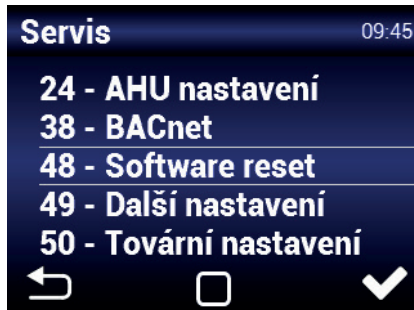 Servis 09:45
24 - AHU nastavení
38 - BACnet
48 - Software reset
49 - Další nastavení
50 - Tovární nastavení